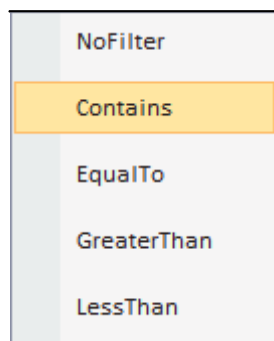 NoFilter
Contains
EqualTo
GreaterThan
LessThan